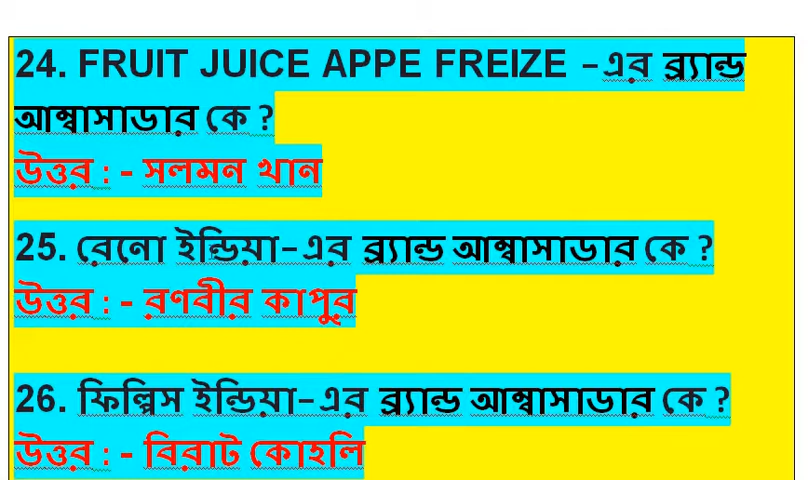 24. FRUIT JUICE APPE FREIZE -এর ব্র্যান্ড
আম্বাসাডার কে ?
উত্তর : - সলমন খান
25. রেনো ইন্ডিয়া-এর ব্র্যান্ড আম্বাসাডার কে ?
উত্তর : - রণবীর কাপুর
26. ফিল্পিস ইন্ডিয়া-এর ব্র্যান্ড আম্বাসাডার কে ?
উত্তর : - বিরাট কোহলি